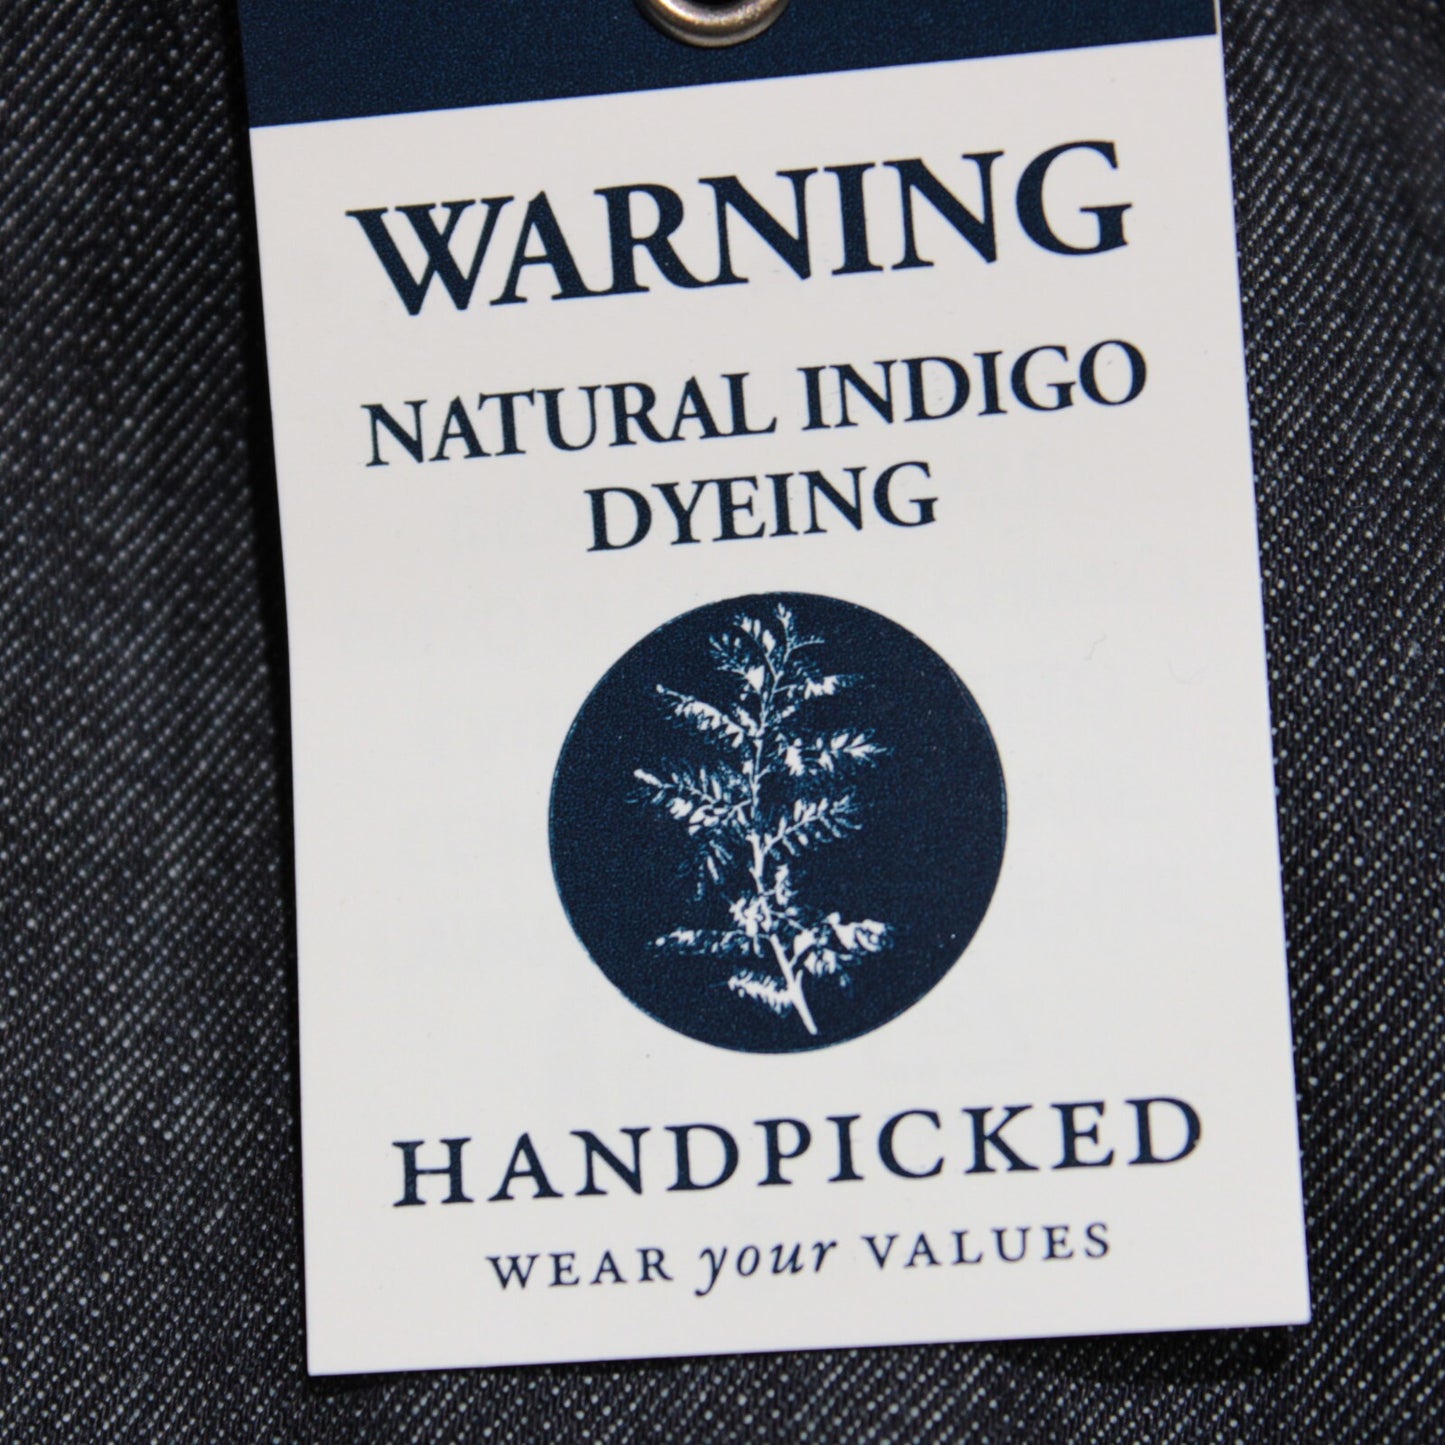 WARNING
NATURAL INDIGO
DYEING
HANDPICKED
WEAR your VALUES